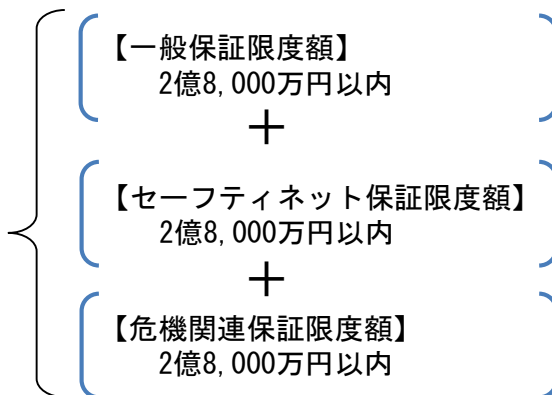 【一般保証限度額】
2億8,000万円以内
＋
【セーフティネット保証限度額】
2億8,000万円以内
＋
【危機関連保証限度額】
2億8,000万円以内